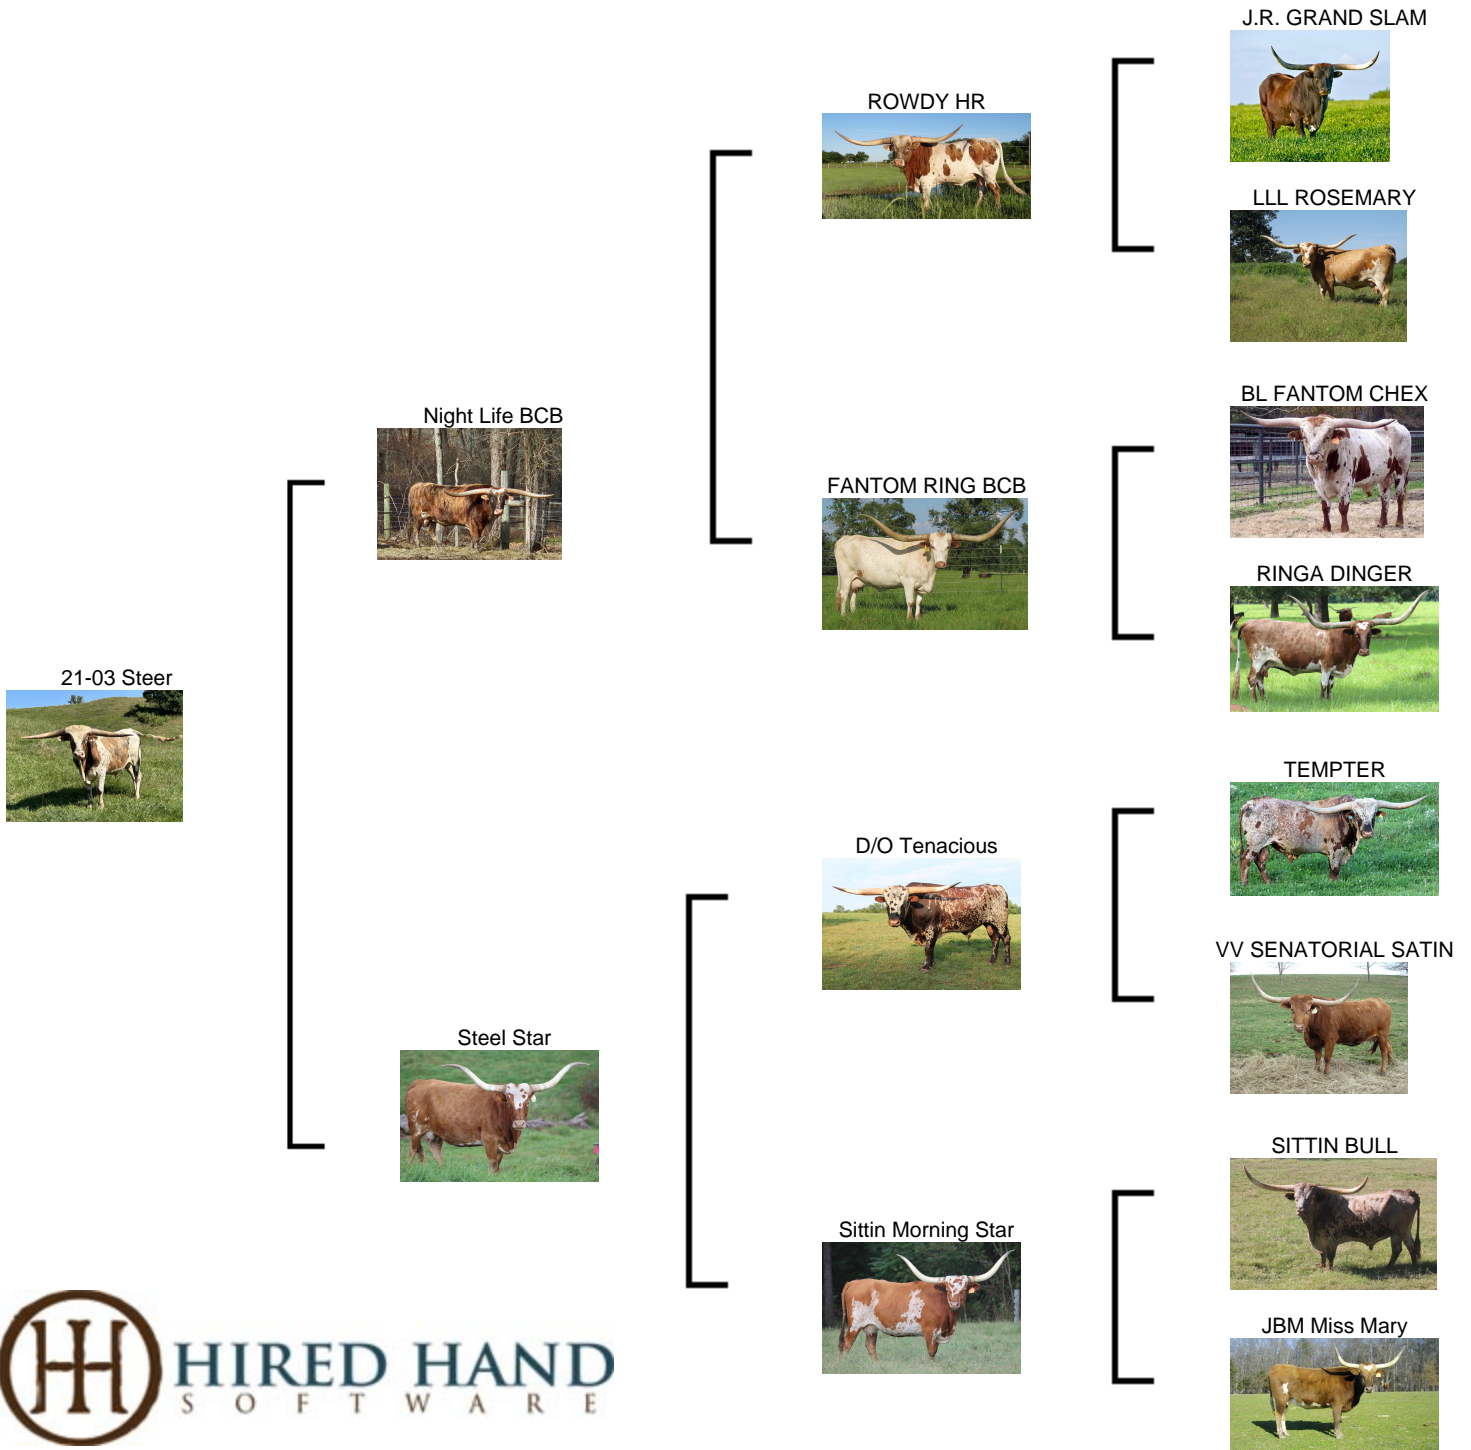 J.R. GRAND SLAM
ROWDY HR
LLL ROSEMARY
BL FANTOM CHEX
Night Life BCB
FANTOM RING BCB
RINGA DINGER
21-03 Steer
TEMPTER
D/O Tenacious
VV SENATORIAL SATIN
Steel Star
SITTIN BULL
Sittin Morning Star
JBM Miss Mary
HIRED HAND
SOFTWARE